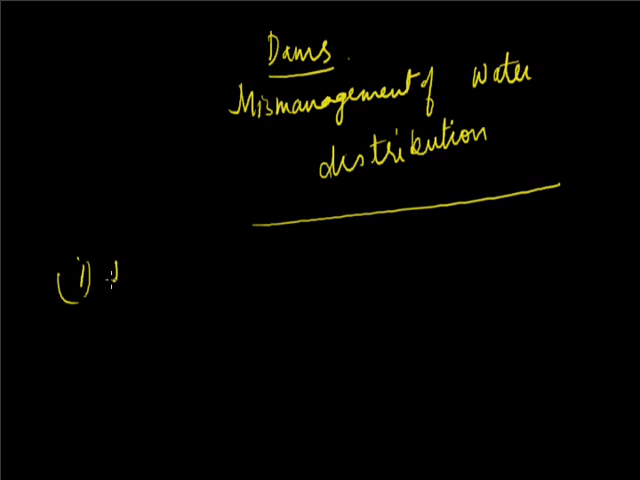 Dams
Mismanagement of Water
distribution
(i)